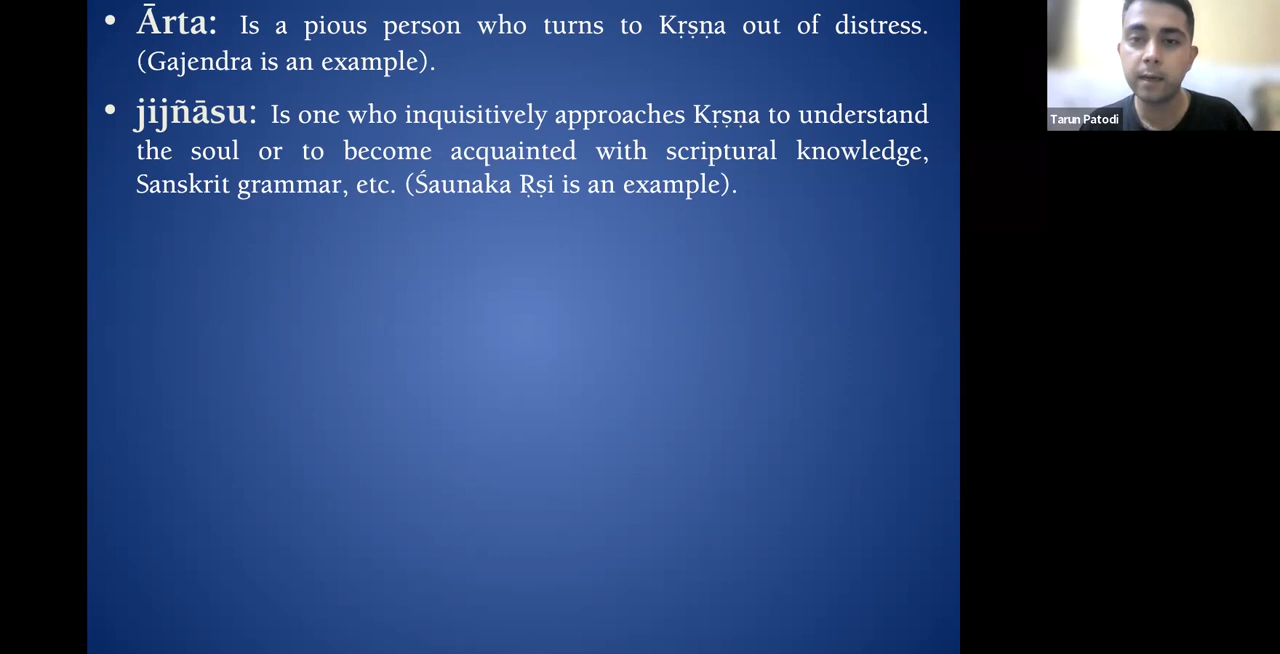 • Ārta: Is a pious person who turns to Kṛṣṇa out of distress.
(Gajendra is an example).
• jijñāsu: Is one who inquisitively approaches Kṛṣṇa to understand
the soul or to become acquainted with scriptural knowledge,
Sanskrit grammar, etc. (Śaunaka Ṛṣi is an example).
Tarun Patodi